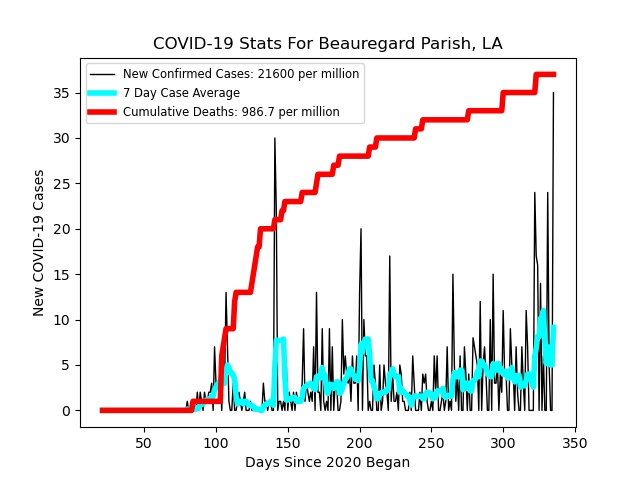 COVID-19 Stats For Beauregard Parish, LA
New Confirmed Cases: 21600 per million
7 Day Case Average
Cumulative Deaths: 986.7 per million
New COVID-19 Cases
35
30
25
20
15
10
5
0
50 100 150 200 250 300 350
Days Since 2020 Began